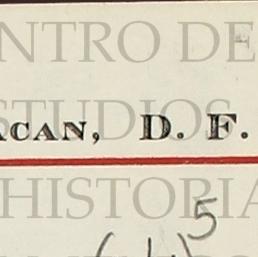 NTRO DE
STUDIOS
ACAN, D. F.
HISTORIA
5